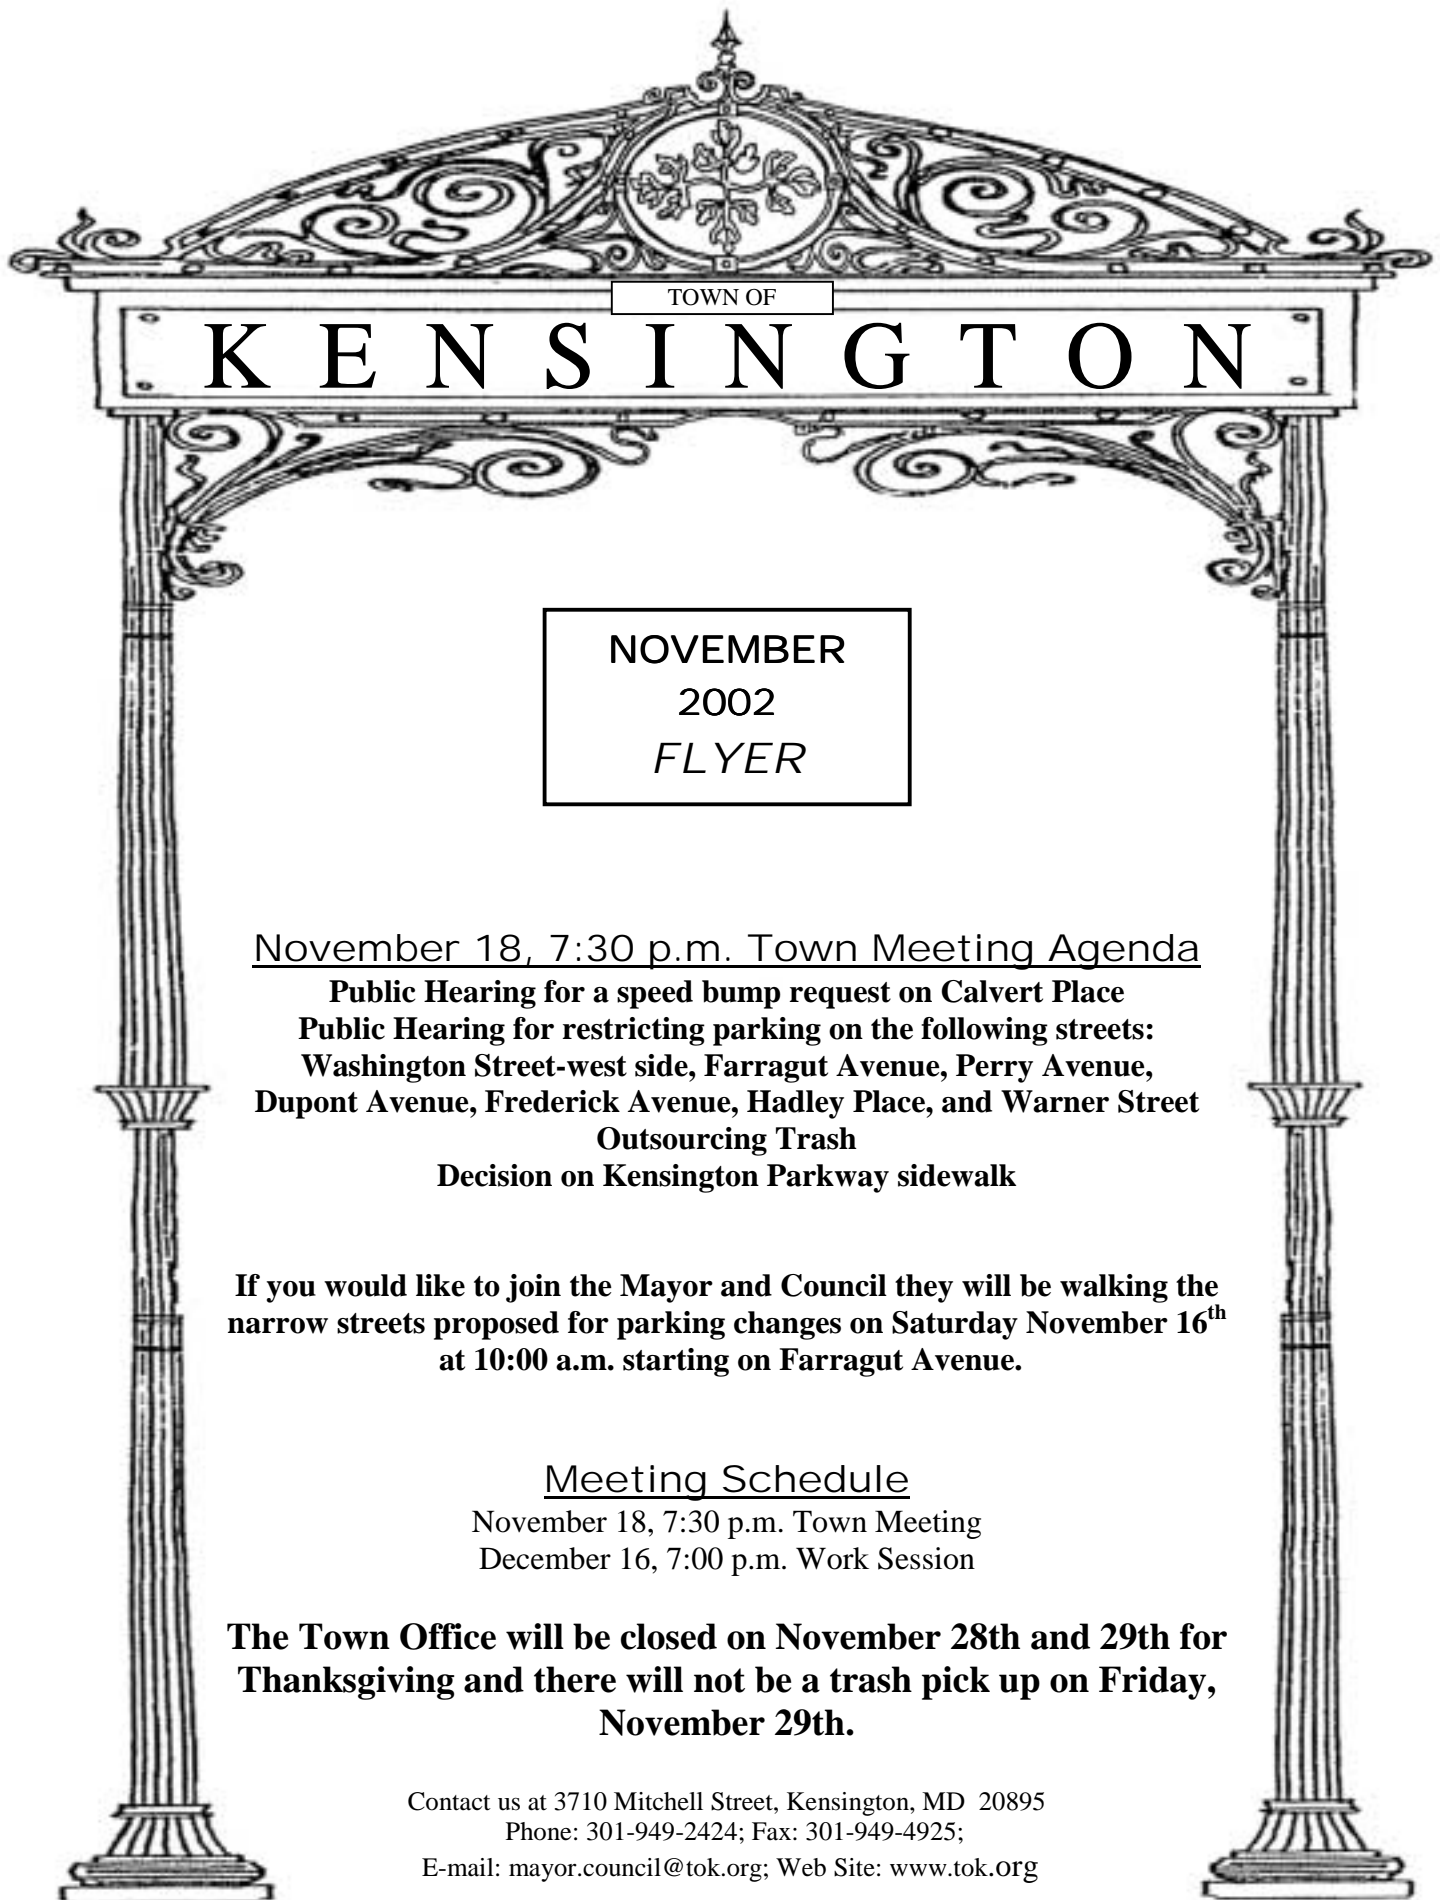 TOWN OF
KENSINGTON
NOVEMBER
2002
FLYER
November 18, 7:30 p.m. Town Meeting Agenda
Public Hearing for a speed bump request on Calvert Place
Public Hearing for restricting parking on the following streets:
Washington Street-west side, Farragut Avenue, Perry Avenue,
Dupont Avenue, Frederick Avenue, Hadley Place, and Warner Street
Outsourcing Trash
Decision on Kensington Parkway sidewalk
If you would like to join the Mayor and Council they will be walking the
narrow streets proposed for parking changes on Saturday November 16th
at 10:00 a.m. starting on Farragut Avenue.
Meeting Schedule
November 18, 7:30 p.m. Town Meeting
December 16, 7:00 p.m. Work Session
The Town Office will be closed on November 28th and 29th for
Thanksgiving and there will not be a trash pick up on Friday,
November 29th.
Contact us at 3710 Mitchell Street, Kensington, MD  20895
Phone: 301-949-2424; Fax: 301-949-4925;
E-mail: mayor.council@tok.org; Web Site: www.tok.org